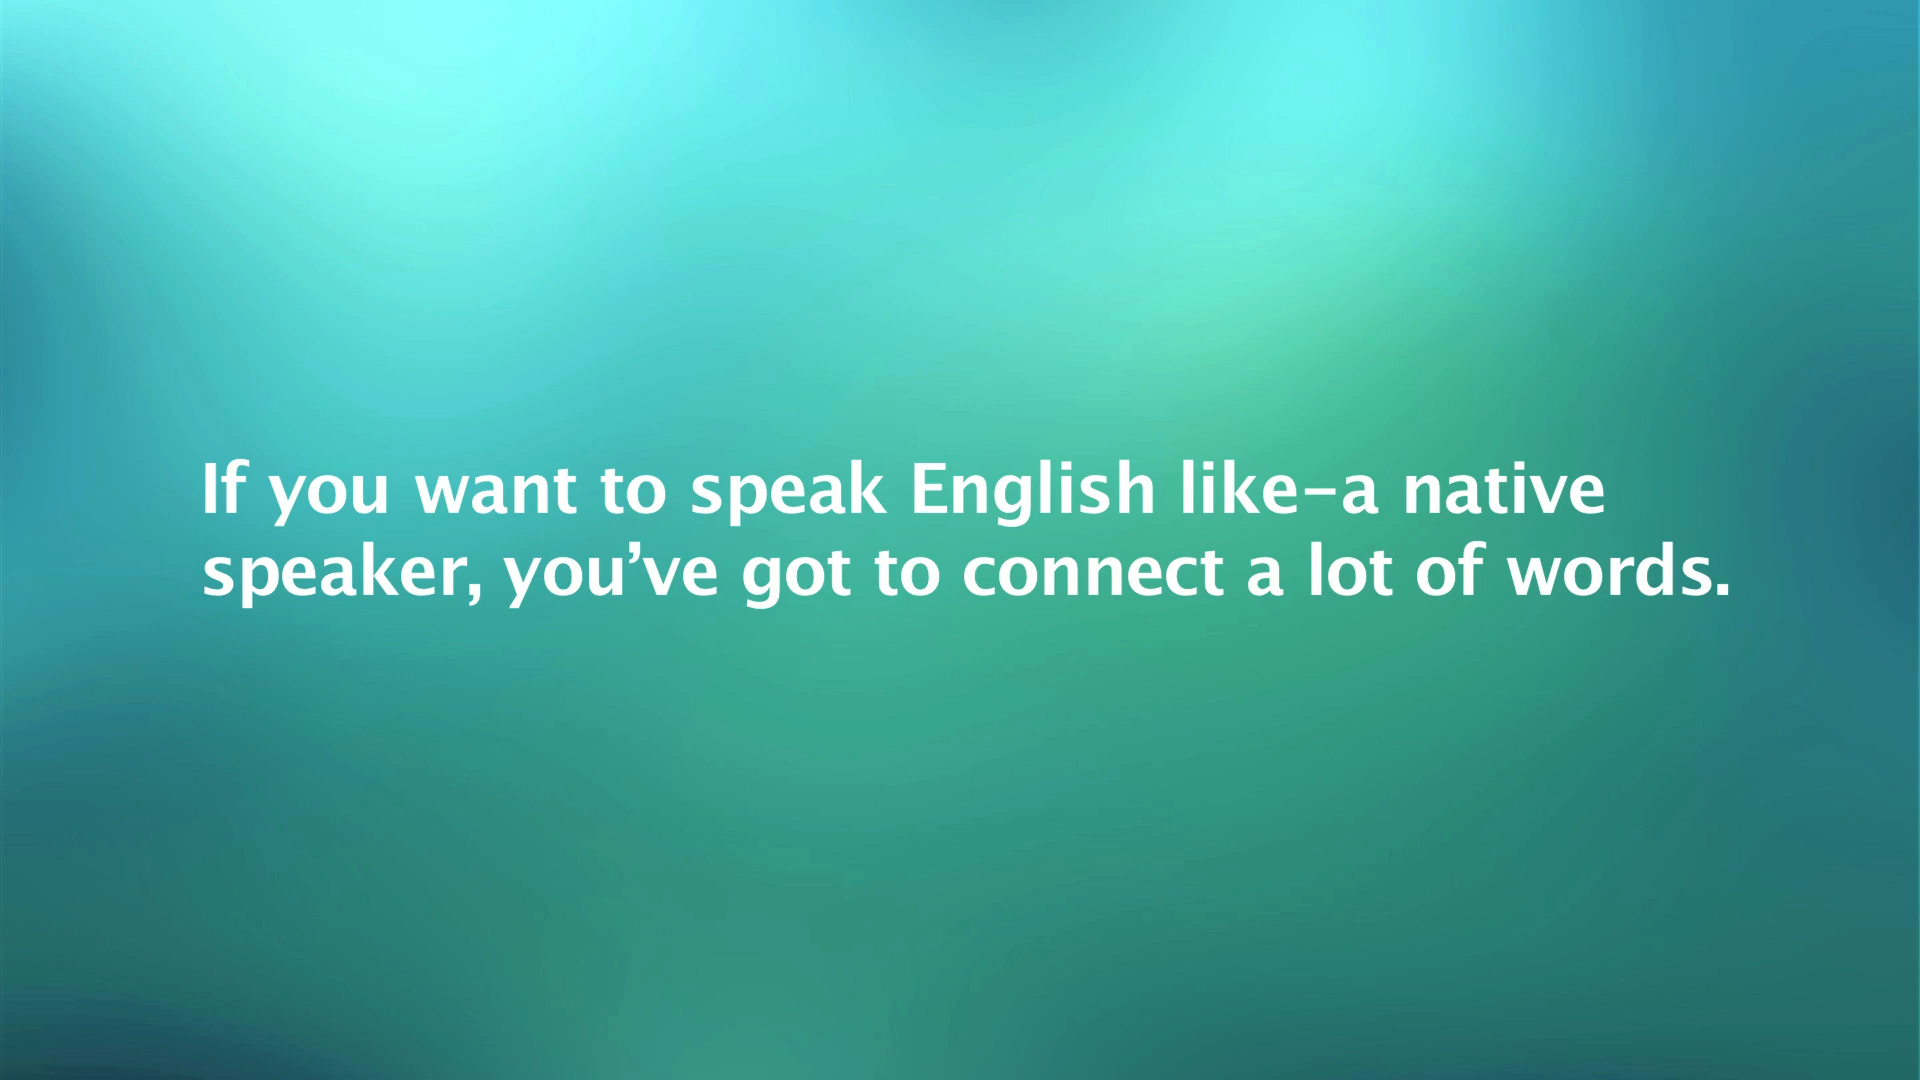 If you want to speak English like–a native
speaker, you’ve got to connect a lot of words.